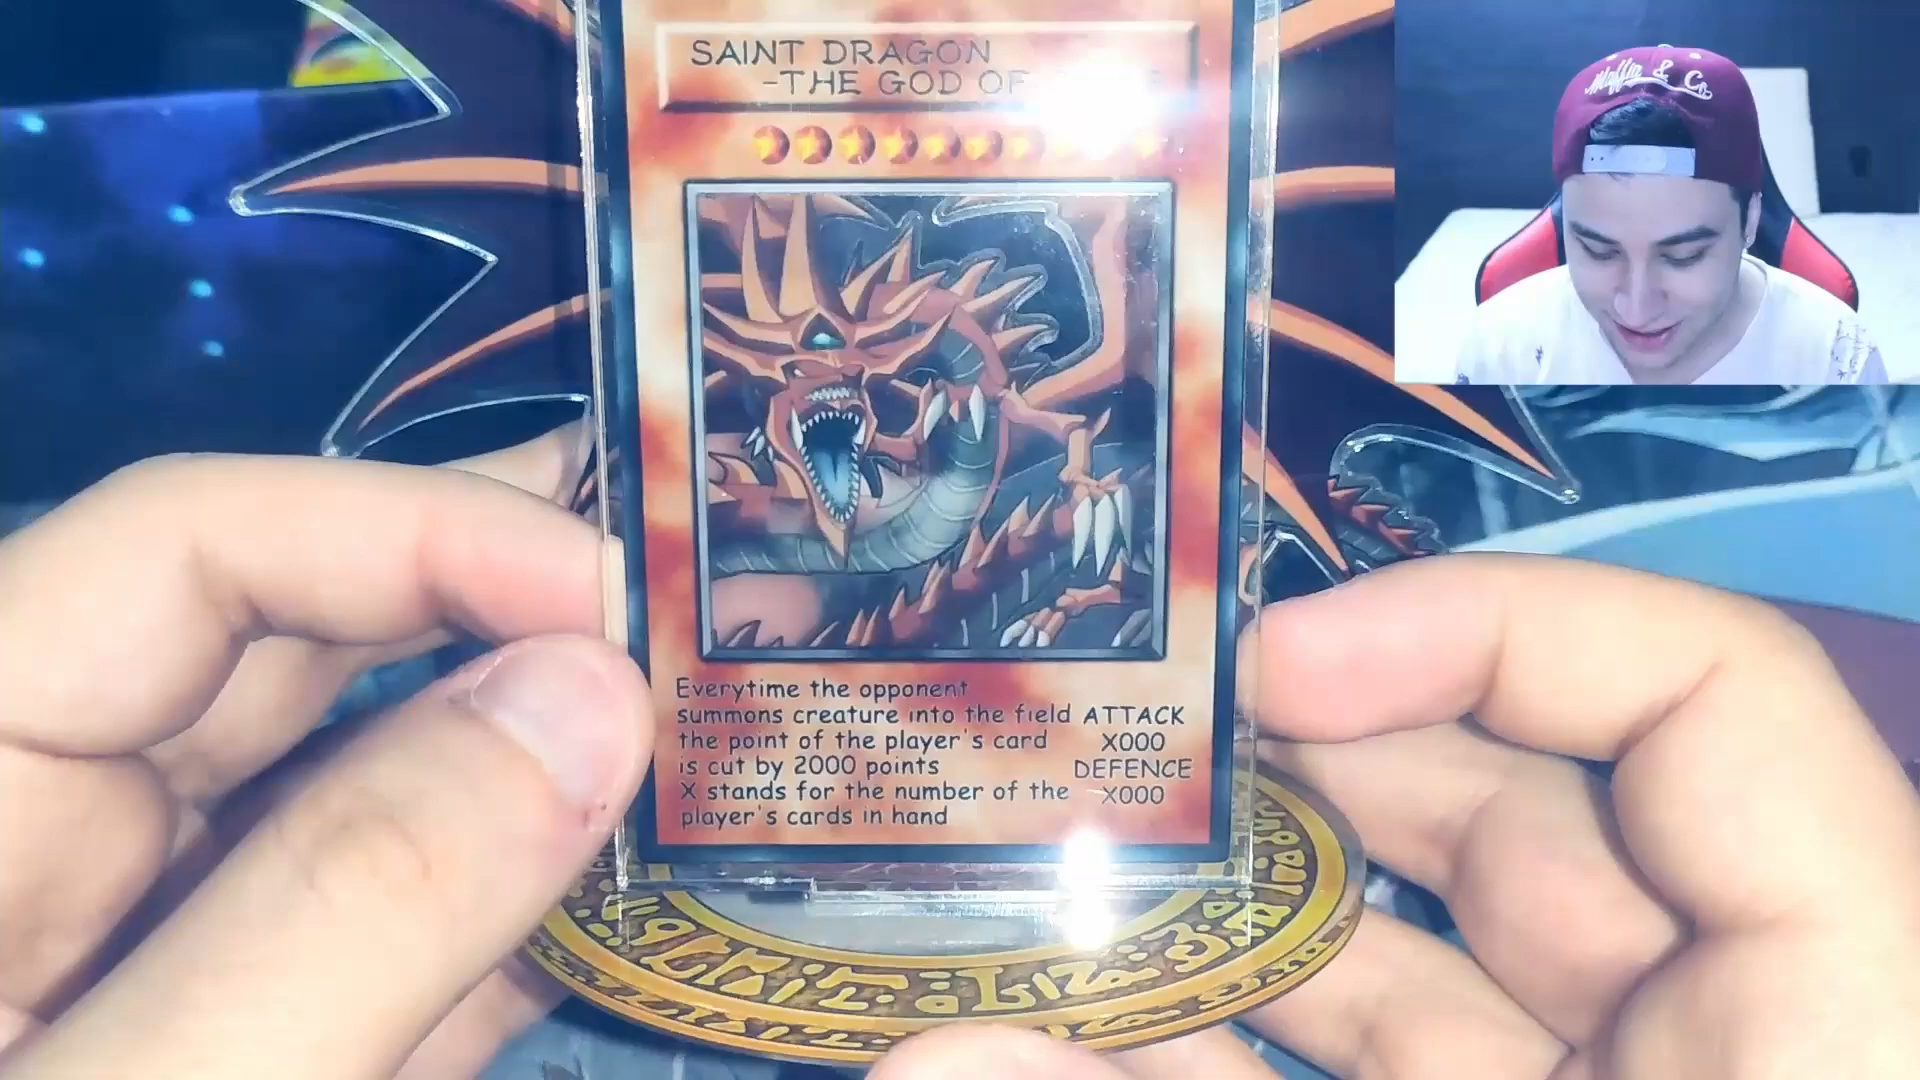 SAINT DRAGON
-THE GOD OF
Everytime the opponent
summons creature into the field
the point of the player's card
is cut by 2000 points
X stands for the number of the
player's cards in hand
ATTACK
X000
DEFENCE
X000
Maffia & Co.